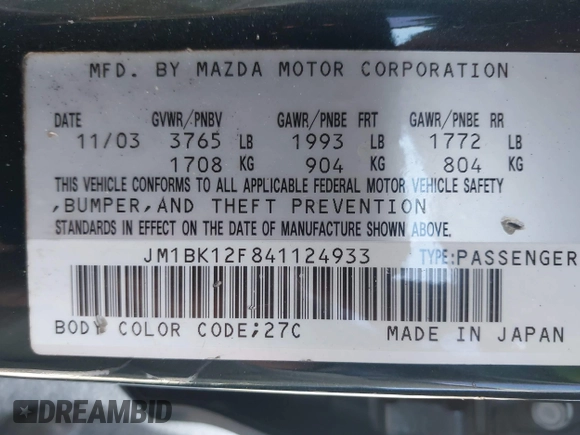 MFD. BY MAZDA MOTOR CORPORATION
DATE GVWR/PNBV GAWR/PNBE FRT GAWR/PNBE RR
11/03 3765 LB 1993 LB 1772 LB
1708 KG 904 KG 804 KG
THIS VEHICLE CONFORMS TO ALL APPLICABLE FEDERAL MOTOR VEHICLE SAFETY
,BUMPER,AND THEFT PREVENTION
STANDARDS IN EFFECT ON THE DATE OF MANUFACTURE SHOWN ABOVE.
JM1BK12F841124933 TYPE:PASSENGER
BODY COLOR CODE;27C MADE IN JAPAN
DREAMBID